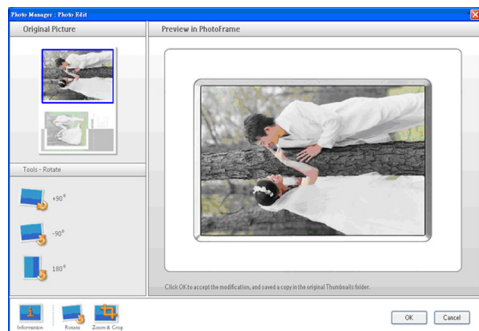 Photo Manager : Photo Edit
Original Picture
Preview in PhotoFrame
Tools - Rotate
+90°
-90°
180°
Click OK to accept the modification, and saved a copy in the original Thumbnails folder.
Information
Rotate
Zoom & Crop
OK
Cancel